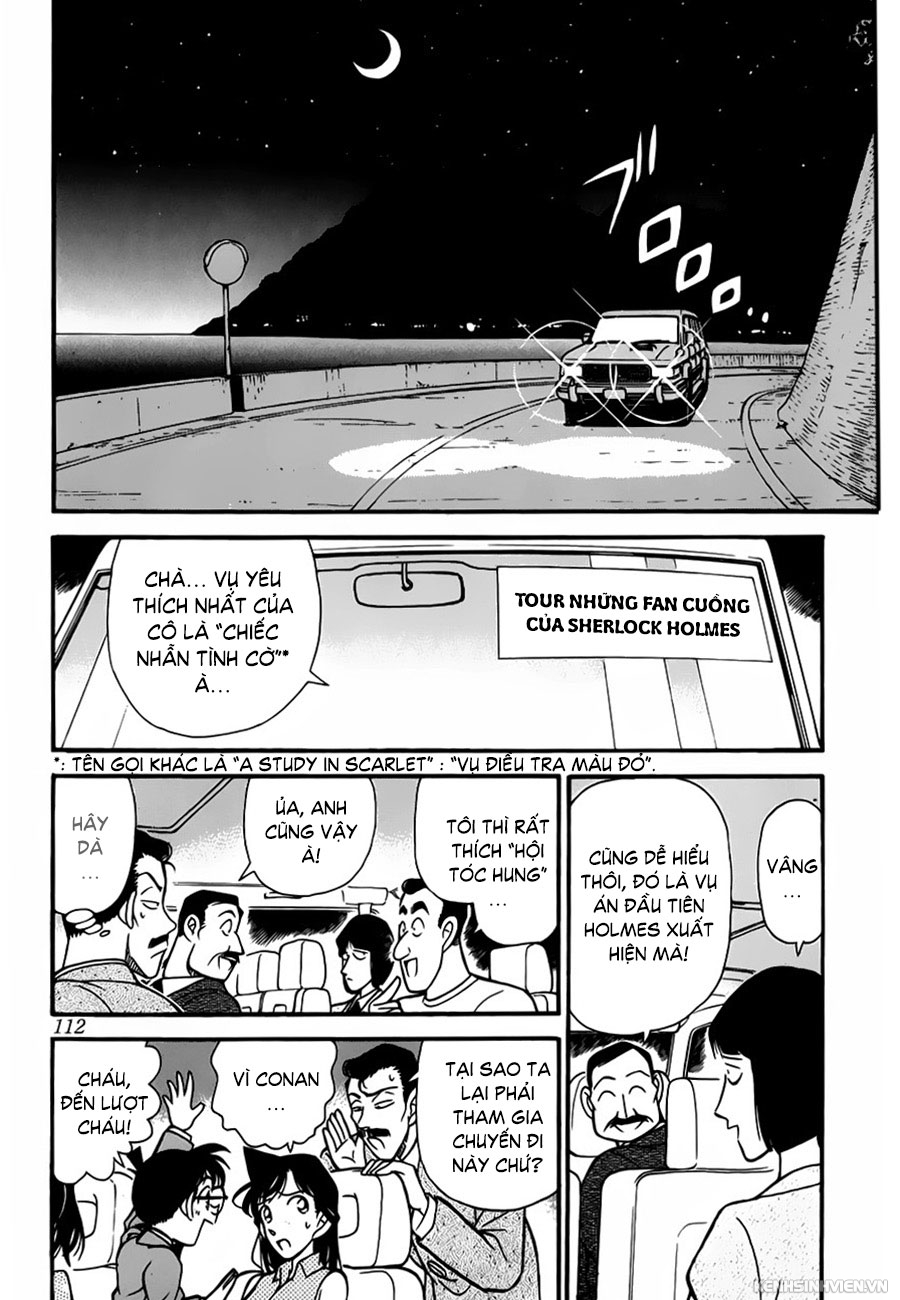 ブロロロ
CHÀ... VỤ YÊU
THÍCH NHẤT CỦA
CÔ LÀ "CHIẾC
NHẪN TÌNH CỜ"*
À...
TOUR NHỮNG FAN CUỒNG
CỦA SHERLOCK HOLMES
*: TÊN GỌI KHÁC LÀ "A STUDY IN SCARLET" : "VỤ ĐIỀU TRA MÀU ĐỎ".
VÂNG
...
CŨNG DỄ HIỂU
THÔI, ĐÓ LÀ VỤ
ÁN ĐẦU TIÊN
HOLMES XUẤT
HIỆN MÀ!
TÔI THÌ RẤT
THÍCH "HỘI
TÓC HUNG"
...
ỦA, ANH
CŨNG VẬY
À!
HÂY
DÀ
...
112
TẠI SAO TA
LẠI PHẢI
THAM GIA
CHUYẾN ĐI
NÀY CHỨ?
VÌ CONAN
...
CHÁU,
ĐẾN LƯỢT
CHÁU!
KENHSINHVIEN.VN